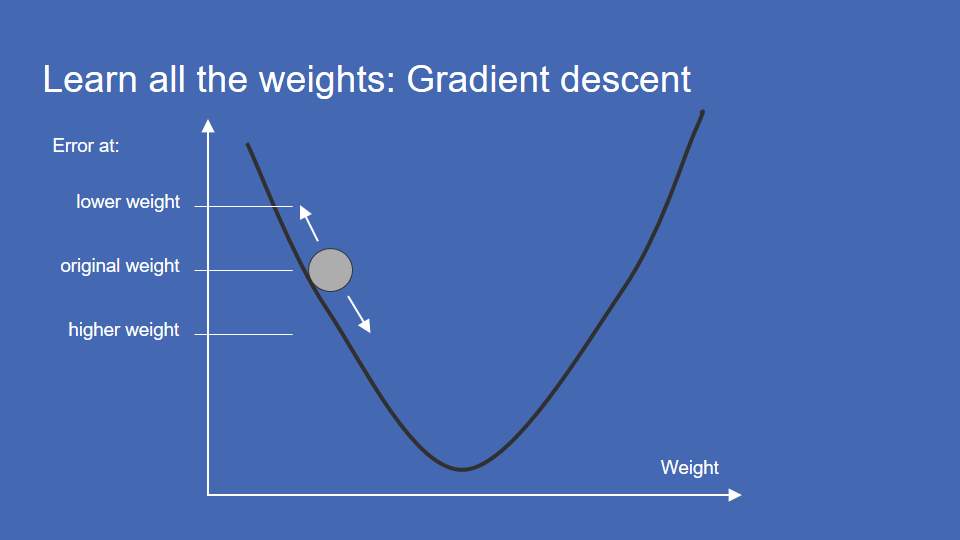 Learn all the weights: Gradient descent
Error at:
lower weight
original weight
higher weight
Weight